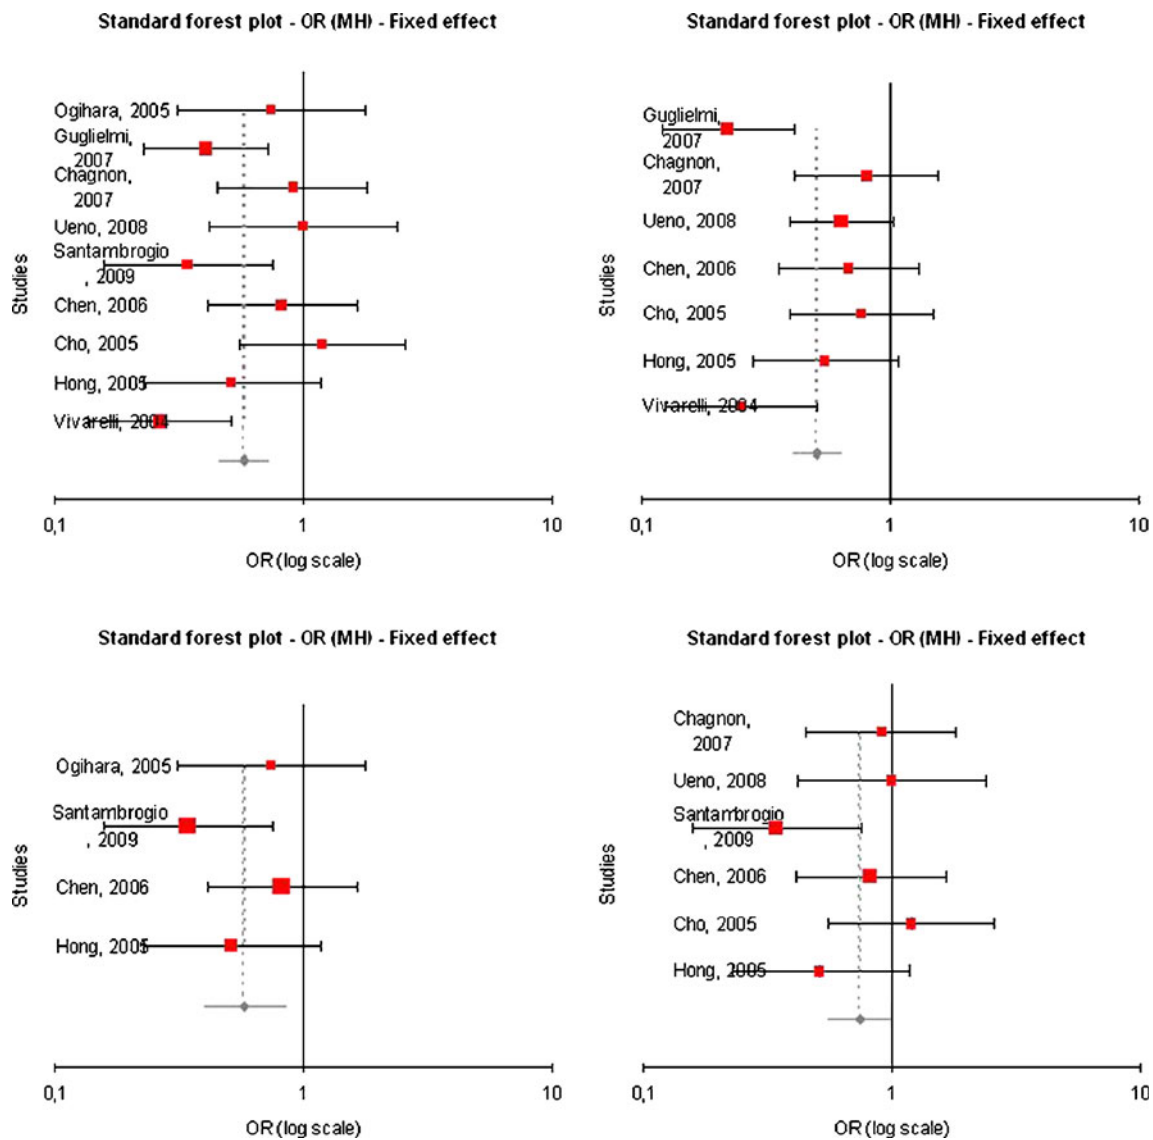 Standard forest plot - OR (MH) - Fixed effect
Studies
Ogihara, 2005
Guglielmi,
2007
Chagnon,
2007
Ueno, 2008
Santambrogio
, 2009
Chen, 2006
Cho, 2005
Hong, 2005
Vivarelli, 2004
0,1 1 10
OR (log scale)
Standard forest plot - OR (MH) - Fixed effect
Studies
Guglielmi,
2007
Chagnon,
2007
Ueno, 2008
Chen, 2006
Cho, 2005
Hong, 2005
Vivarelli, 2004
0,1 1 10
OR (log scale)
Standard forest plot - OR (MH) - Fixed effect
Studies
Ogihara, 2005
Santambrogio
, 2009
Chen, 2006
Hong, 2005
0,1 1 10
OR (log scale)
Standard forest plot - OR (MH) - Fixed effect
Studies
Chagnon,
2007
Ueno, 2008
Santambrogio
, 2009
Chen, 2006
Cho, 2005
Hong, 2005
0,1 1 10
OR (log scale)